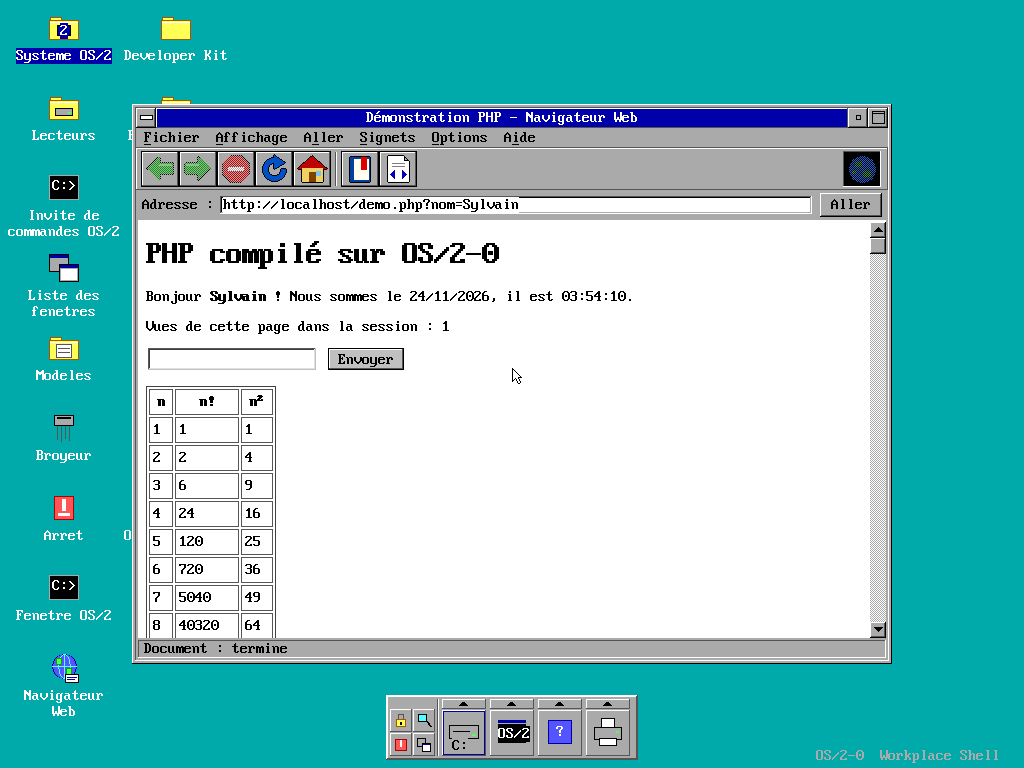 Systeme OS/2
Developer Kit
Lecteurs
C:>
Invite de
commandes OS/2
Liste des
fenetres
Modeles
Broyeur
Arret
O
C:>
Fenetre OS/2
Navigateur
Web
Démonstration PHP - Navigateur Web
Fichier Affichage Aller Signets Options Aide
Adresse : http://localhost/demo.php?nom=Sylvain Aller
PHP compilé sur OS/2-0
Bonjour Sylvain ! Nous sommes le 24/11/2026, il est 03:54:10.
Vues de cette page dans la session : 1
Envoyer
n n! n²
1 1 1
2 2 4
3 6 9
4 24 16
5 120 25
6 720 36
7 5040 49
8 40320 64
Document : termine
C: OS/2 ?
OS/2-0 Workplace Shell